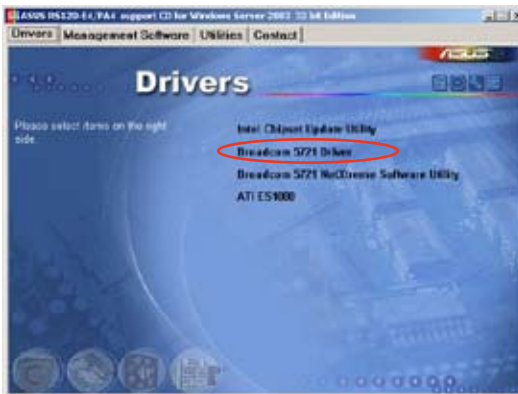 ASUS RS120-E4/PA4 support CD for Windows Server 2003 32 bit Edition
Drivers Management Software Utilities Contact
Drivers
Please select items on the right
side.
Intel Chipset Update Utility
Broadcom 5721 Driver
Broadcom 5721 NetXtreme Software Utility
ATI ES1000